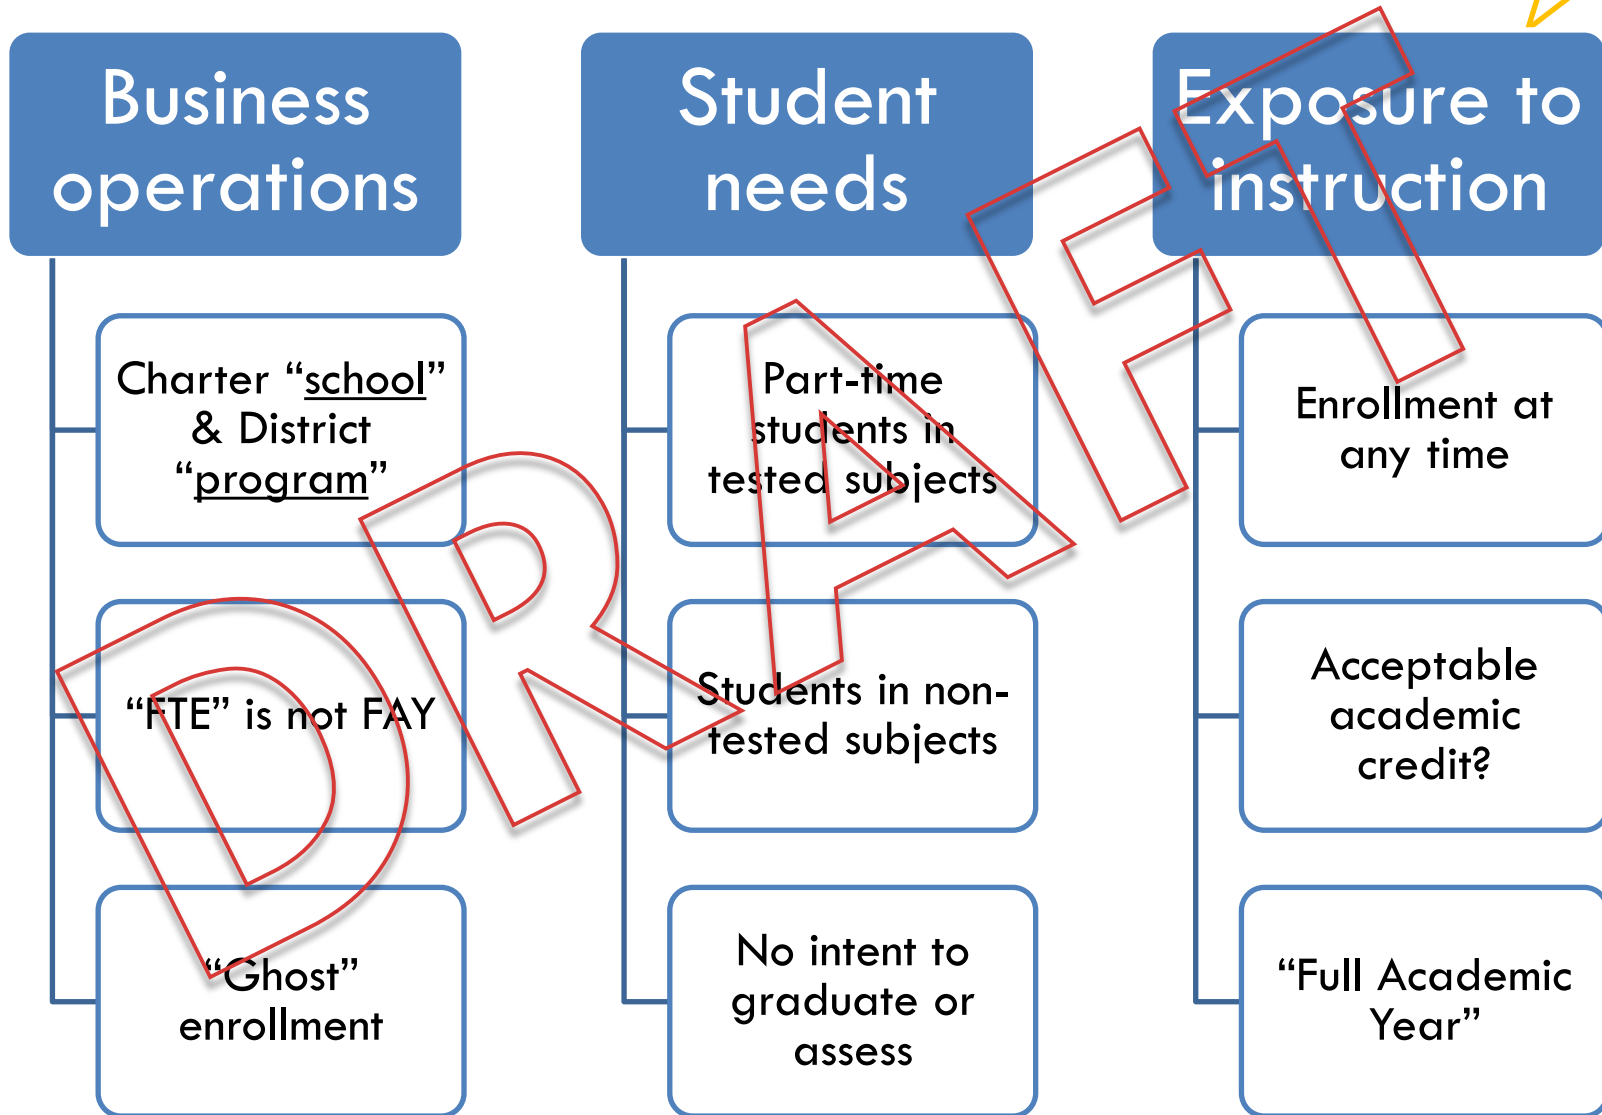 Business
operations
Charter “school”
& District
“program”
“FTE” is not FAY
“Ghost”
enrollment
Student
needs
Part-time
students in
tested subjects
Students in non-
tested subjects
No intent to
graduate or
assess
Exposure to
instruction
Enrollment at
any time
Acceptable
academic
credit?
“Full Academic
Year”
DRAFT